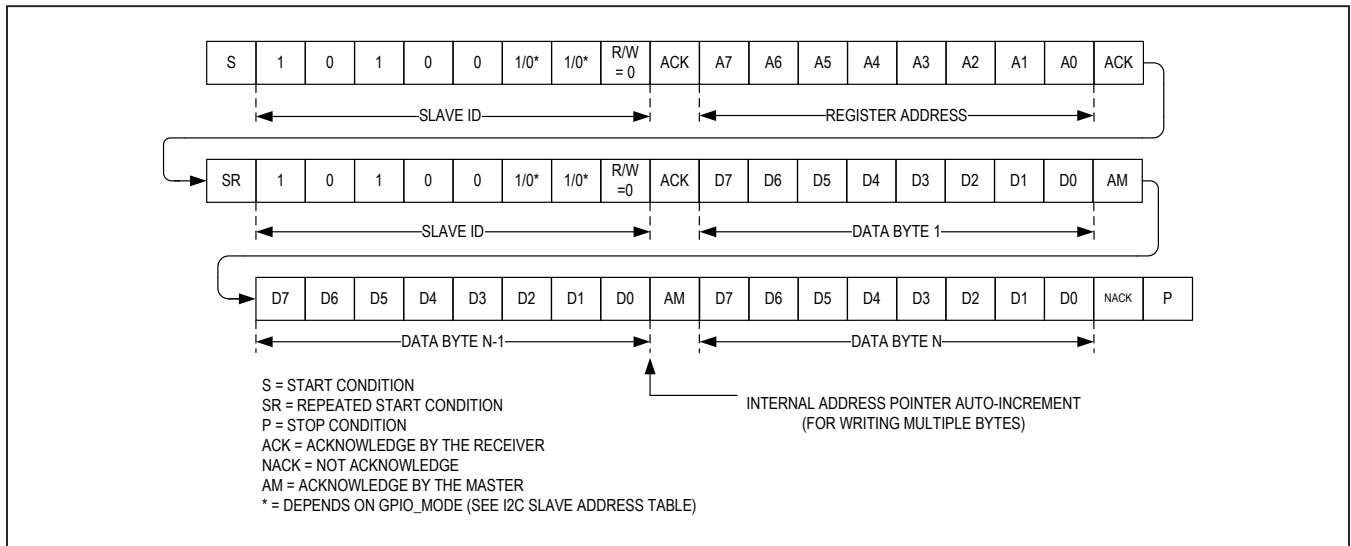 S 1 0 1 0 0 1/0* 1/0* R/W = 0 ACK A7 A6 A5 A4 A3 A2 A1 A0 ACK
SLAVE ID REGISTER ADDRESS
SR 1 0 1 0 0 1/0* 1/0* R/W =0 ACK D7 D6 D5 D4 D3 D2 D1 D0 AM
SLAVE ID DATA BYTE 1
D7 D6 D5 D4 D3 D2 D1 D0 AM D7 D6 D5 D4 D3 D2 D1 D0 NACK P
DATA BYTE N-1 DATA BYTE N
S = START CONDITION
SR = REPEATED START CONDITION
P = STOP CONDITION
ACK = ACKNOWLEDGE BY THE RECEIVER
NACK = NOT ACKNOWLEDGE
AM = ACKNOWLEDGE BY THE MASTER
* = DEPENDS ON GPIO_MODE (SEE I2C SLAVE ADDRESS TABLE)
INTERNAL ADDRESS POINTER AUTO-INCREMENT
(FOR WRITING MULTIPLE BYTES)